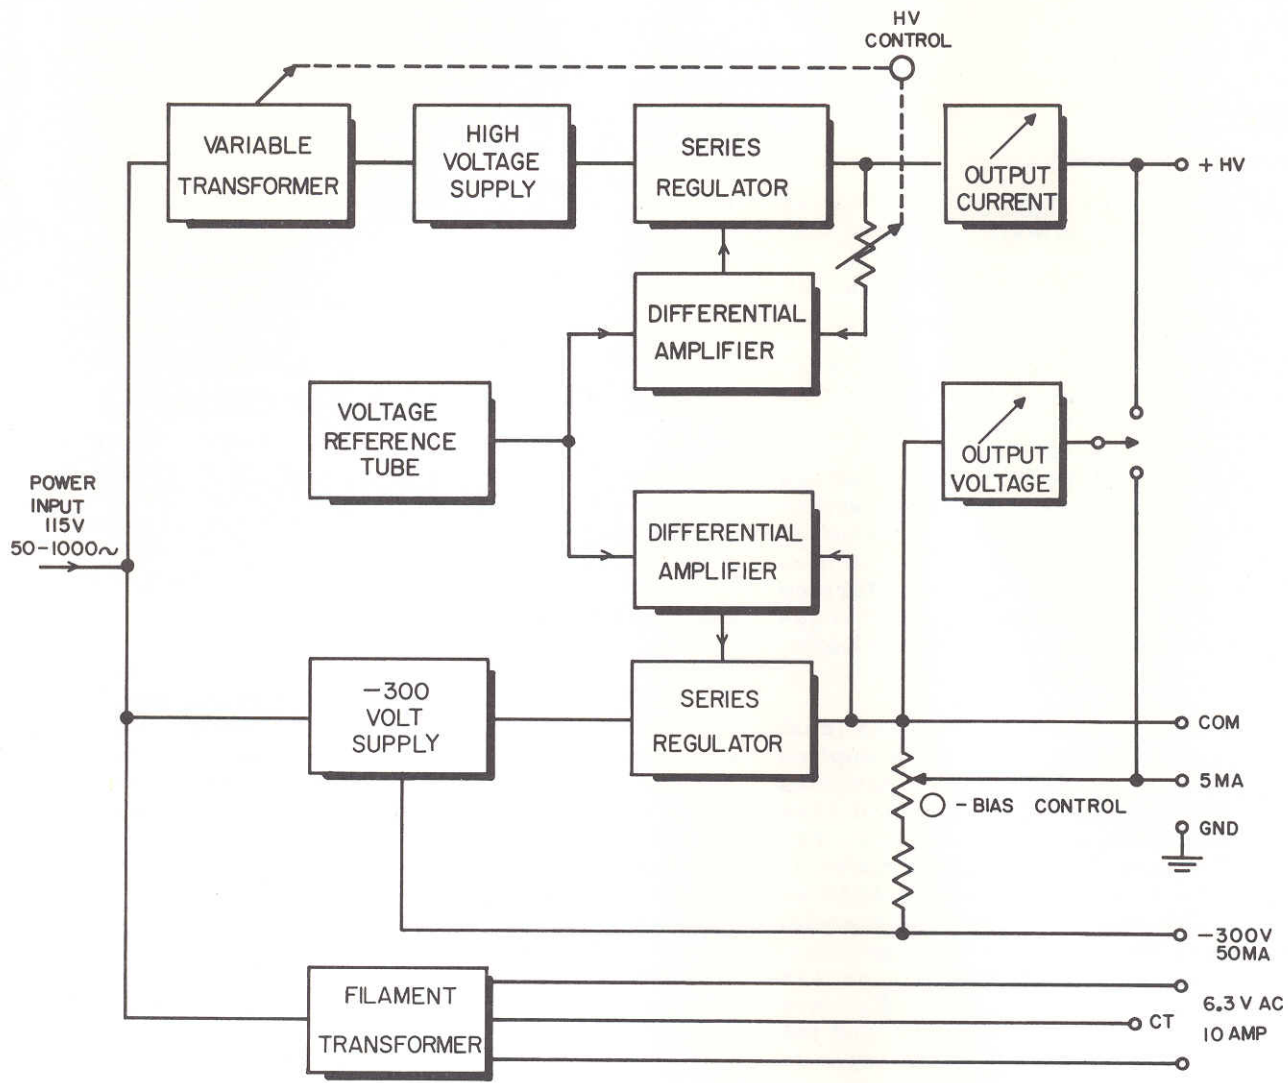 HV
CONTROL
VARIABLE
TRANSFORMER
HIGH
VOLTAGE
SUPPLY
SERIES
REGULATOR
OUTPUT
CURRENT
+ HV
DIFFERENTIAL
AMPLIFIER
VOLTAGE
REFERENCE
TUBE
OUTPUT
VOLTAGE
POWER
INPUT
115V
50-1000~
DIFFERENTIAL
AMPLIFIER
-300
VOLT
SUPPLY
SERIES
REGULATOR
COM
5MA
- BIAS CONTROL
GND
-300V
50MA
FILAMENT
TRANSFORMER
6.3 V AC
CT
10 AMP